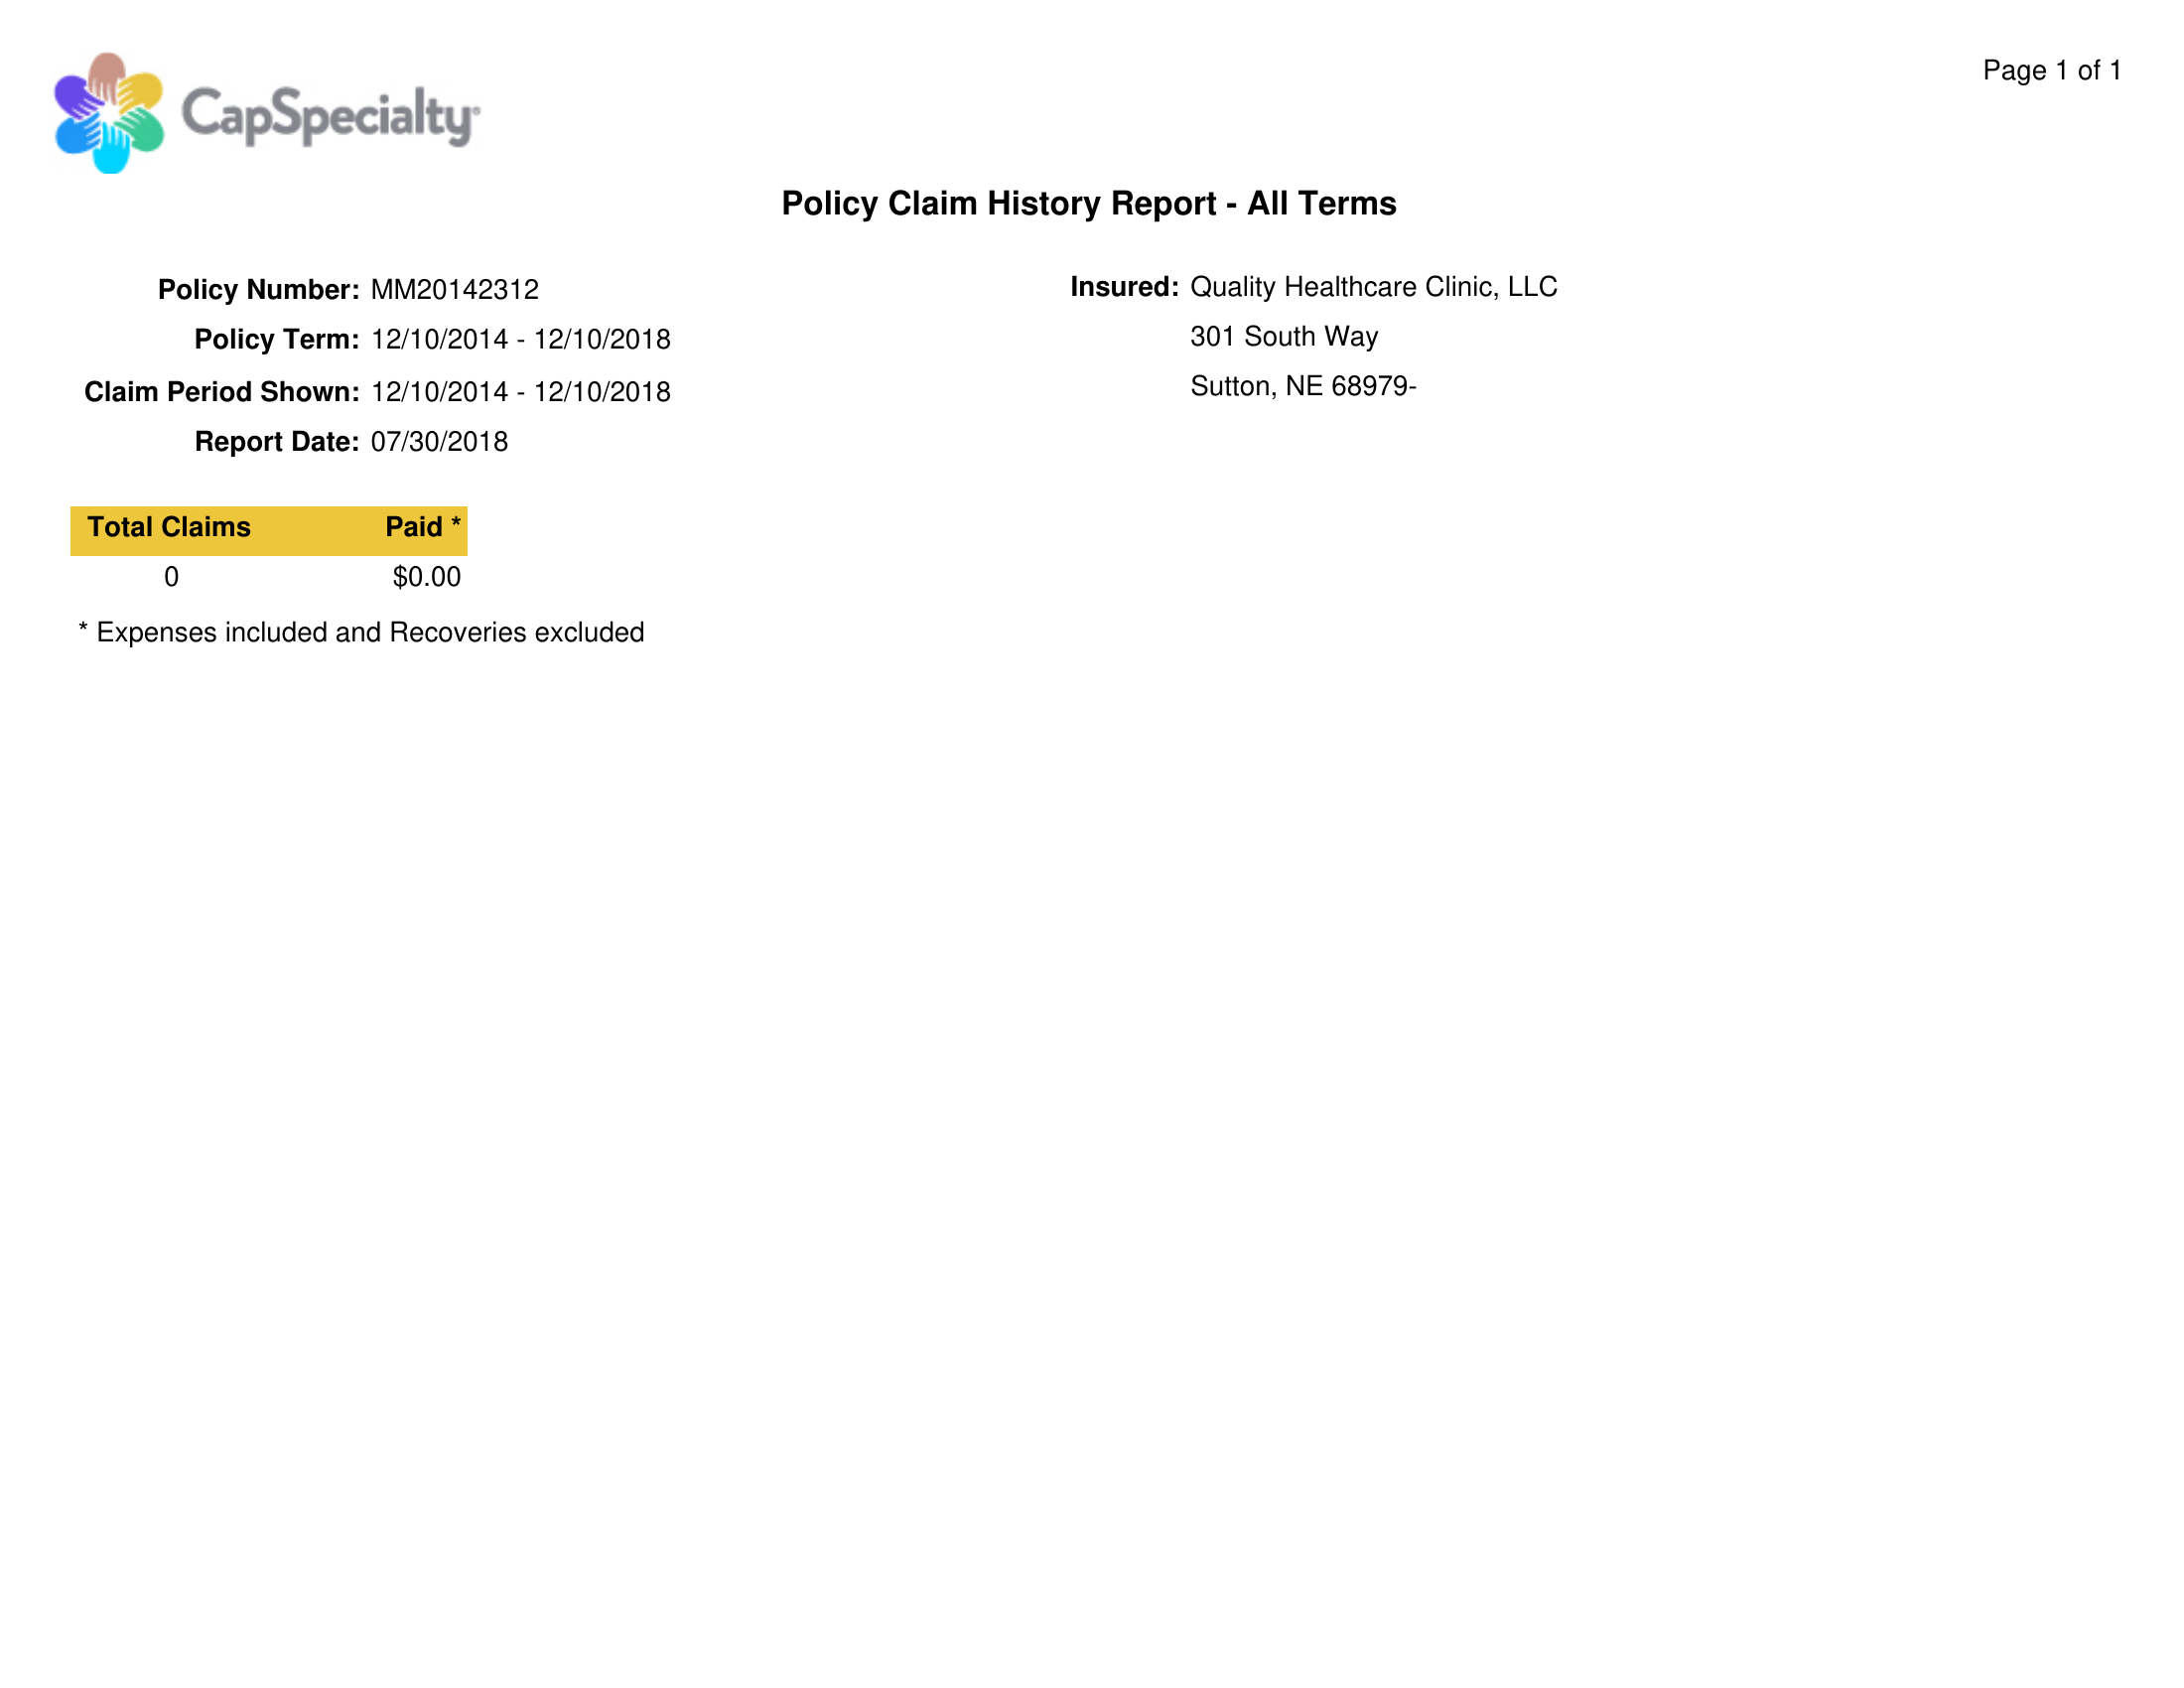 CapSpecialty®
Page 1 of 1
Policy Claim History Report - All Terms
Policy Number: MM20142312
Policy Term: 12/10/2014 - 12/10/2018
Claim Period Shown: 12/10/2014 - 12/10/2018
Report Date: 07/30/2018
Insured: Quality Healthcare Clinic, LLC
301 South Way
Sutton, NE 68979-
Total Claims Paid *
0 $0.00
* Expenses included and Recoveries excluded